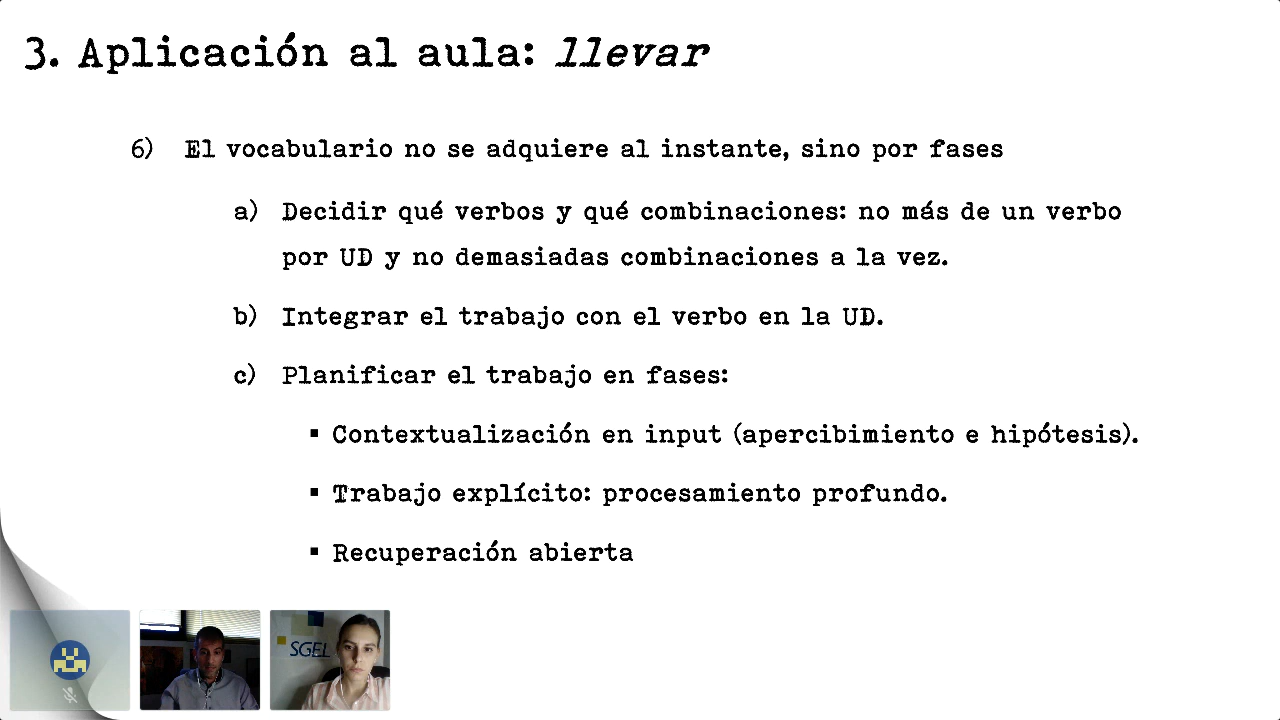 3. Aplicación al aula: llevar
6) El vocabulario no se adquiere al instante, sino por fases
a) Decidir qué verbos y qué combinaciones: no más de un verbo
por UD y no demasiadas combinaciones a la vez.
b) Integrar el trabajo con el verbo en la UD.
c) Planificar el trabajo en fases:
▪ Contextualización en input (apercibimiento e hipótesis).
▪ Trabajo explícito: procesamiento profundo.
▪ Recuperación abierta
SGEL